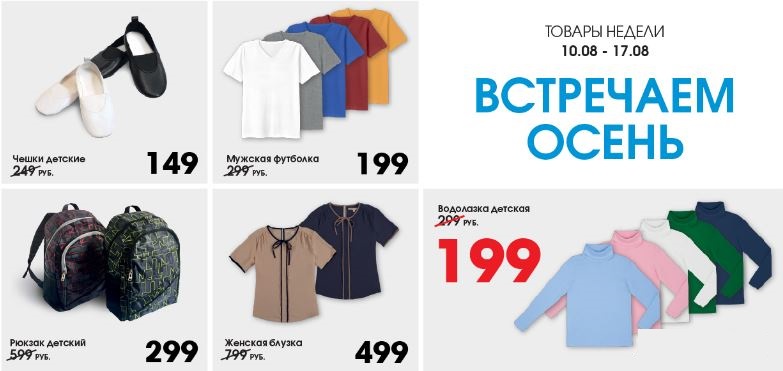 ТОВАРЫ НЕДЕЛИ
10.08 - 17.08
ВСТРЕЧАЕМ
ОСЕНЬ
Чешки детские
249 РУБ.
149
Мужская футболка
299 РУБ.
199
Рюкзак детский
599 РУБ.
299
Женская блузка
799 РУБ.
499
Водолазка детская
299 РУБ.
199